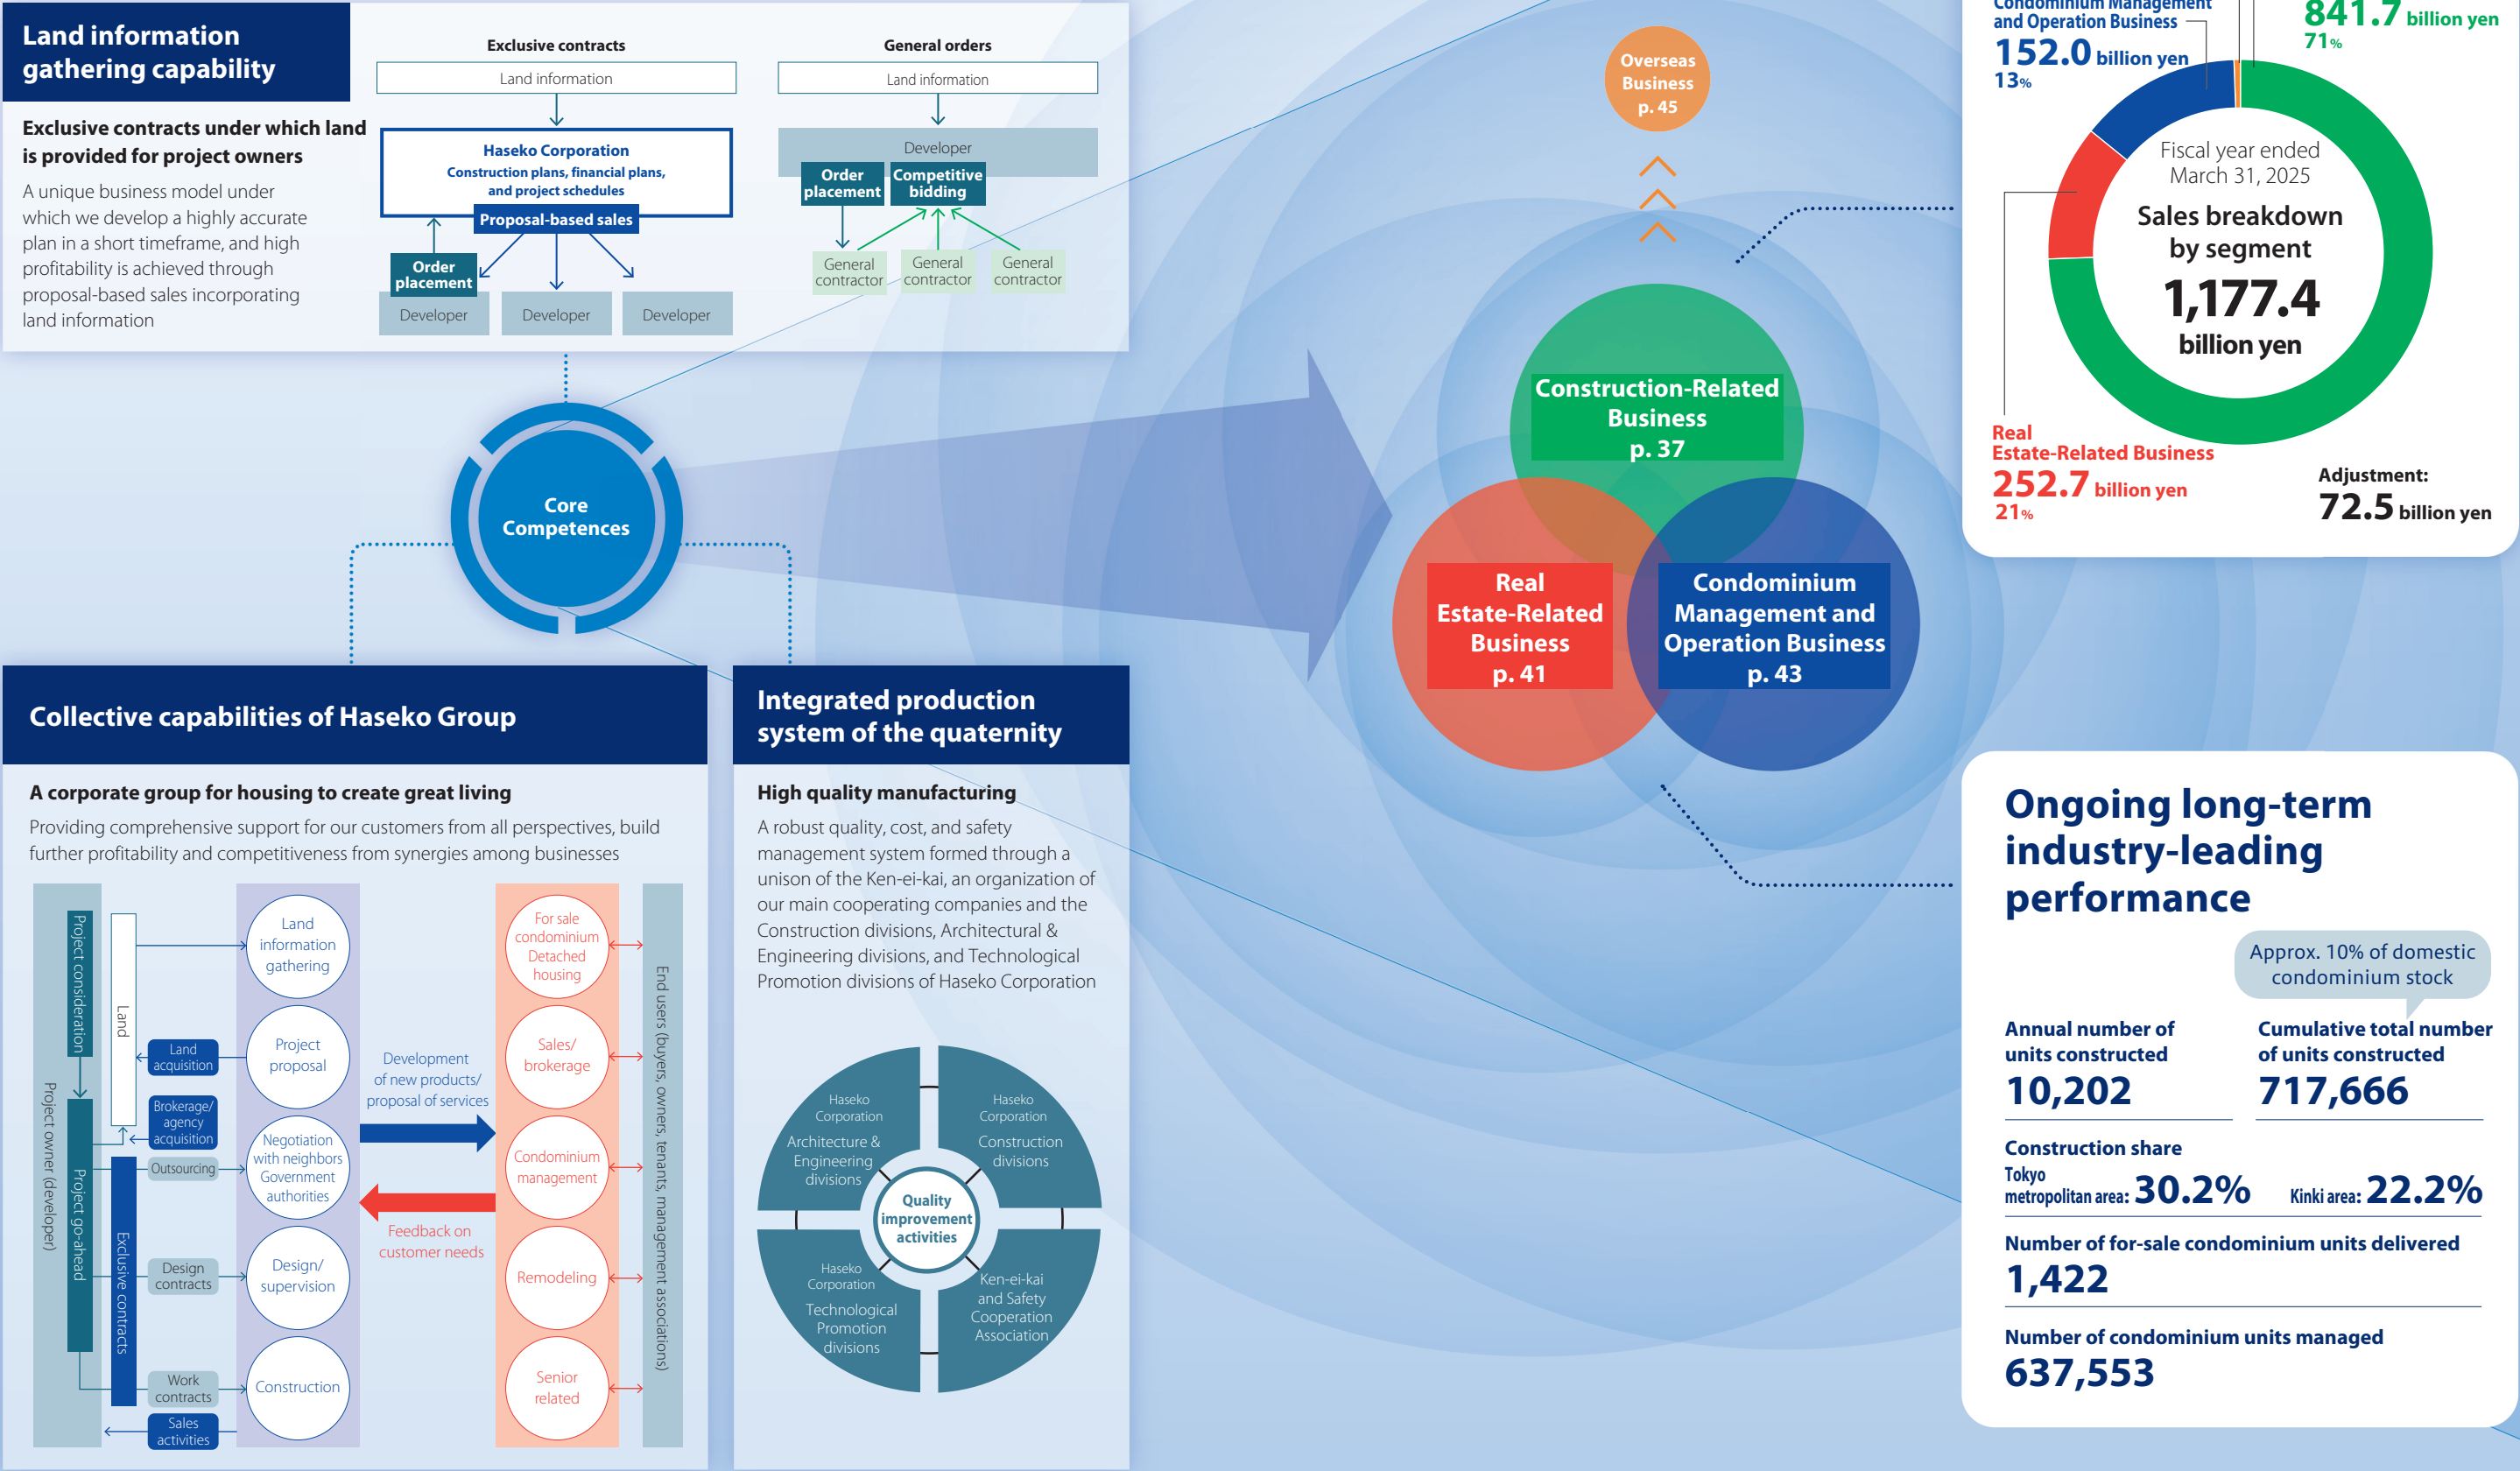 Land information
gathering capability
Exclusive contracts under which land
is provided for project owners
A unique business model under
which we develop a highly accurate
plan in a short timeframe, and high
profitability is achieved through
proposal-based sales incorporating
land information
Exclusive contracts
Land information
Haseko Corporation
Construction plans, financial plans,
and project schedules
Proposal-based sales
Order
placement
Developer
Developer
Developer
General orders
Land information
Developer
Order
placement
Competitive
bidding
General
contractor
General
contractor
General
contractor
Core
Competences
Collective capabilities of Haseko Group
A corporate group for housing to create great living
Providing comprehensive support for our customers from all perspectives, build
further profitability and competitiveness from synergies among businesses
Project owner (developer)
Project consideration
Project go-ahead
Land
Exclusive contracts
Land
acquisition
Brokerage/
agency
acquisition
Outsourcing
Design
contracts
Work
contracts
Sales
activities
Land
information
gathering
Project
proposal
Negotiation
with neighbors
Government
authorities
Design/
supervision
Construction
Development
of new products/
proposal of services
Feedback on
customer needs
For sale
condominium
Detached
housing
Sales/
brokerage
Condominium
management
Remodeling
Senior
related
End users (buyers, owners, tenants, management associations)
Integrated production
system of the quaternity
High quality manufacturing
A robust quality, cost, and safety
management system formed through a
unison of the Ken-ei-kai, an organization of
our main cooperating companies and the
Construction divisions, Architectural &
Engineering divisions, and Technological
Promotion divisions of Haseko Corporation
Haseko
Corporation
Architecture &
Engineering
divisions
Haseko
Corporation
Construction
divisions
Quality
improvement
activities
Haseko
Corporation
Technological
Promotion
divisions
Ken-ei-kai
and Safety
Cooperation
Association
Overseas
Business
p. 45
Construction-Related
Business
p. 37
Real
Estate-Related
Business
p. 41
Condominium
Management and
Operation Business
p. 43
Condominium Management
and Operation Business
152.0 billion yen
13%
841.7 billion yen
71%
Fiscal year ended
March 31, 2025
Sales breakdown
by segment
1,177.4
billion yen
Real
Estate-Related Business
252.7 billion yen
21%
Adjustment:
72.5 billion yen
Ongoing long-term
industry-leading
performance
Approx. 10% of domestic
condominium stock
Annual number of
units constructed
10,202
Cumulative total number
of units constructed
717,666
Construction share
Tokyo
metropolitan area: 30.2%
Kinki area: 22.2%
Number of for-sale condominium units delivered
1,422
Number of condominium units managed
637,553